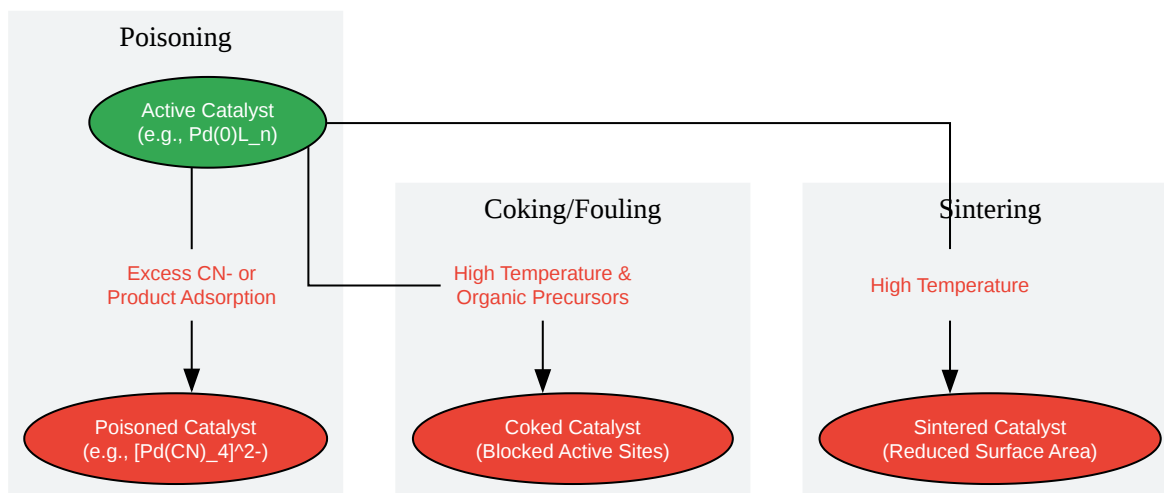 Poisoning
Active Catalyst
(e.g., Pd(0)L_n)
Excess CN- or
Product Adsorption
Poisoned Catalyst
(e.g., [Pd(CN)_4]^2-)
Coking/Fouling
High Temperature &
Organic Precursors
Coked Catalyst
(Blocked Active Sites)
Sintering
High Temperature
Sintered Catalyst
(Reduced Surface Area)